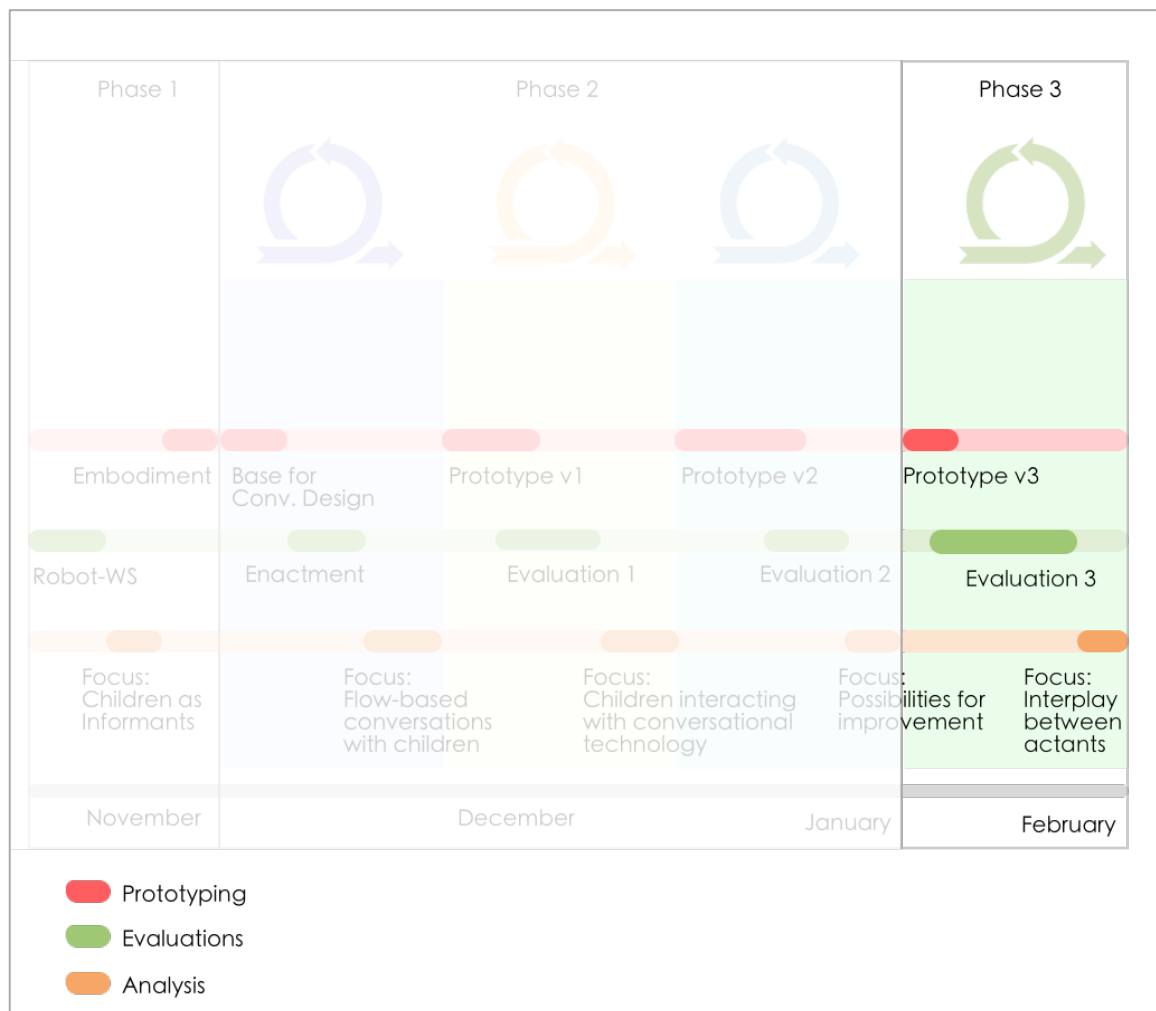 Phase 1
Phase 2
Phase 3
Embodiment
Base for
Conv. Design
Prototype v1
Prototype v2
Prototype v3
Robot-WS
Enactment
Evaluation 1
Evaluation 2
Evaluation 3
Focus:
Children as
Informants
Focus:
Flow-based
conversations
with children
Focus:
Children interacting
with conversational
technology
Focus:
Possibilities for
improvement
Focus:
Interplay
between
actants
November
December
January
February
Prototyping
Evaluations
Analysis